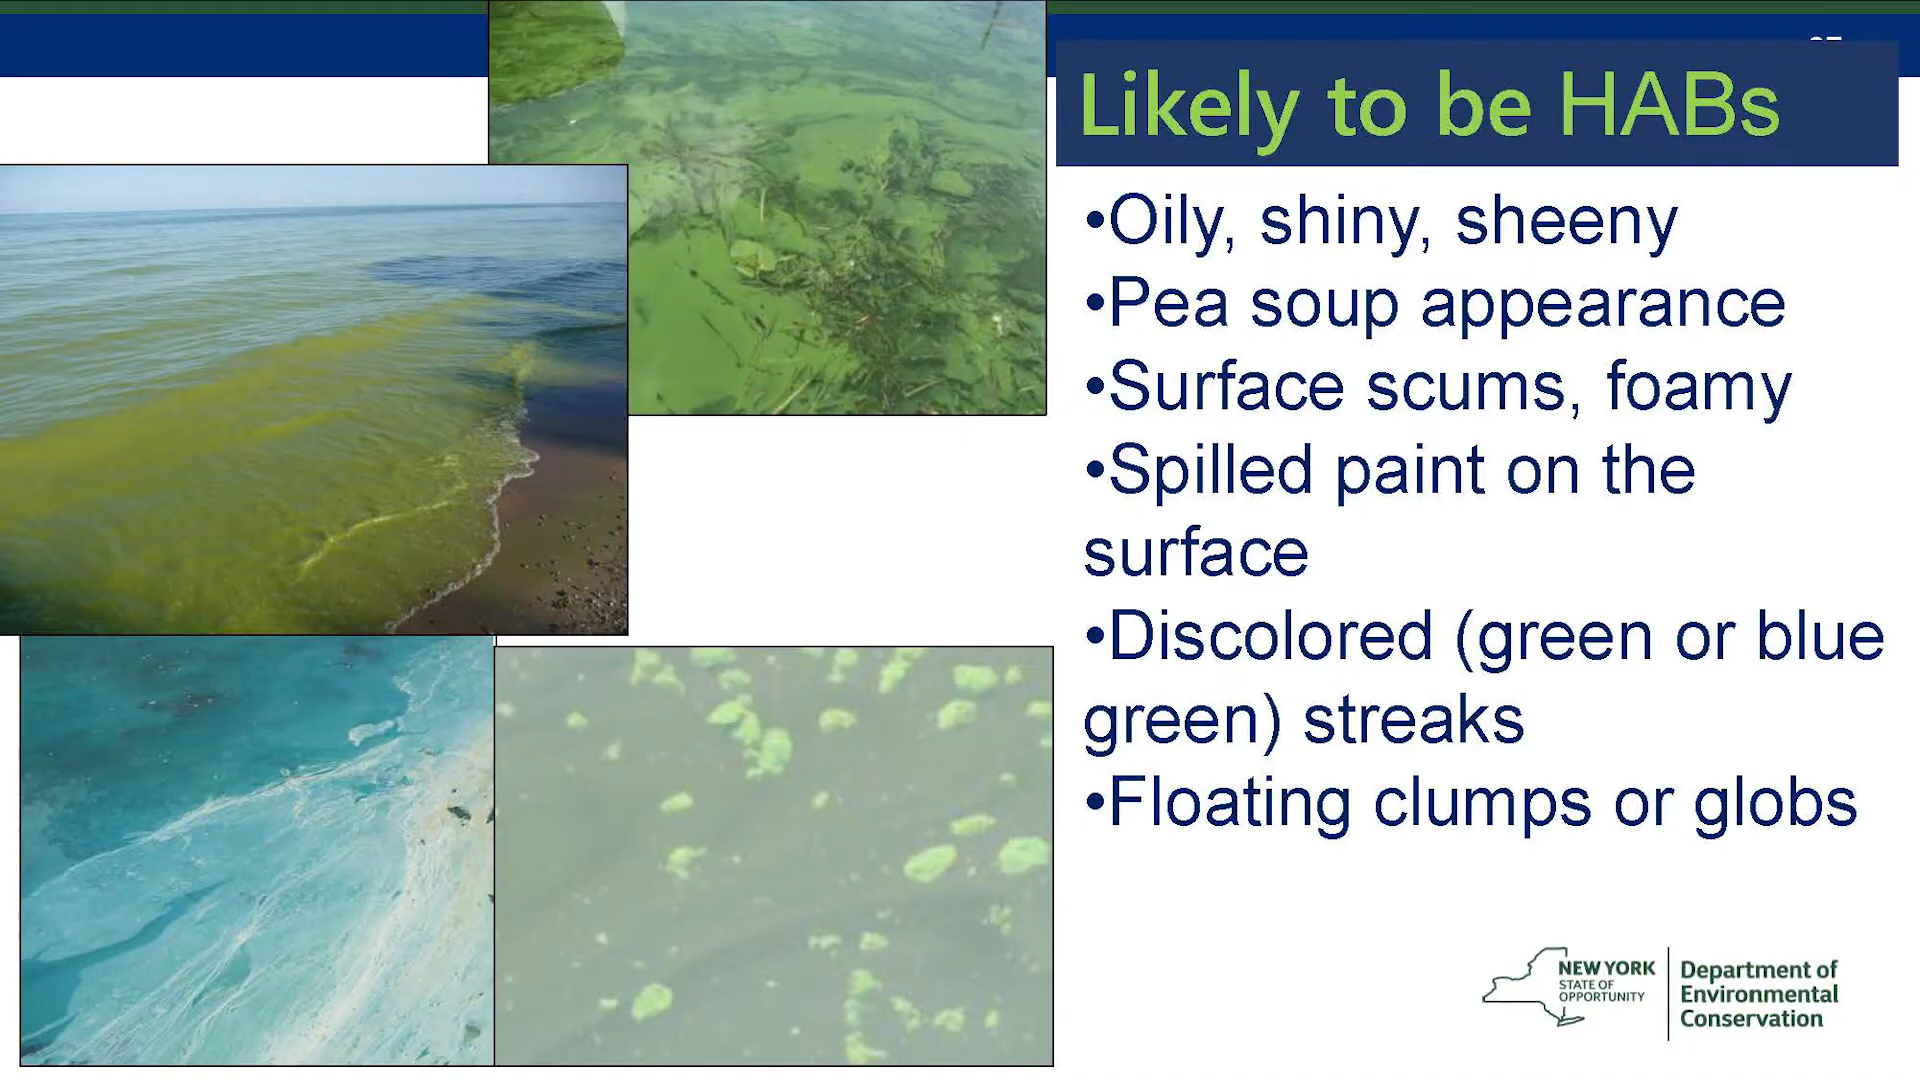 Likely to be HABs
•Oily, shiny, sheeny
•Pea soup appearance
•Surface scums, foamy
•Spilled paint on the
surface
•Discolored (green or blue
green) streaks
•Floating clumps or globs
NEW YORK
STATE OF
OPPORTUNITY
Department of
Environmental
Conservation